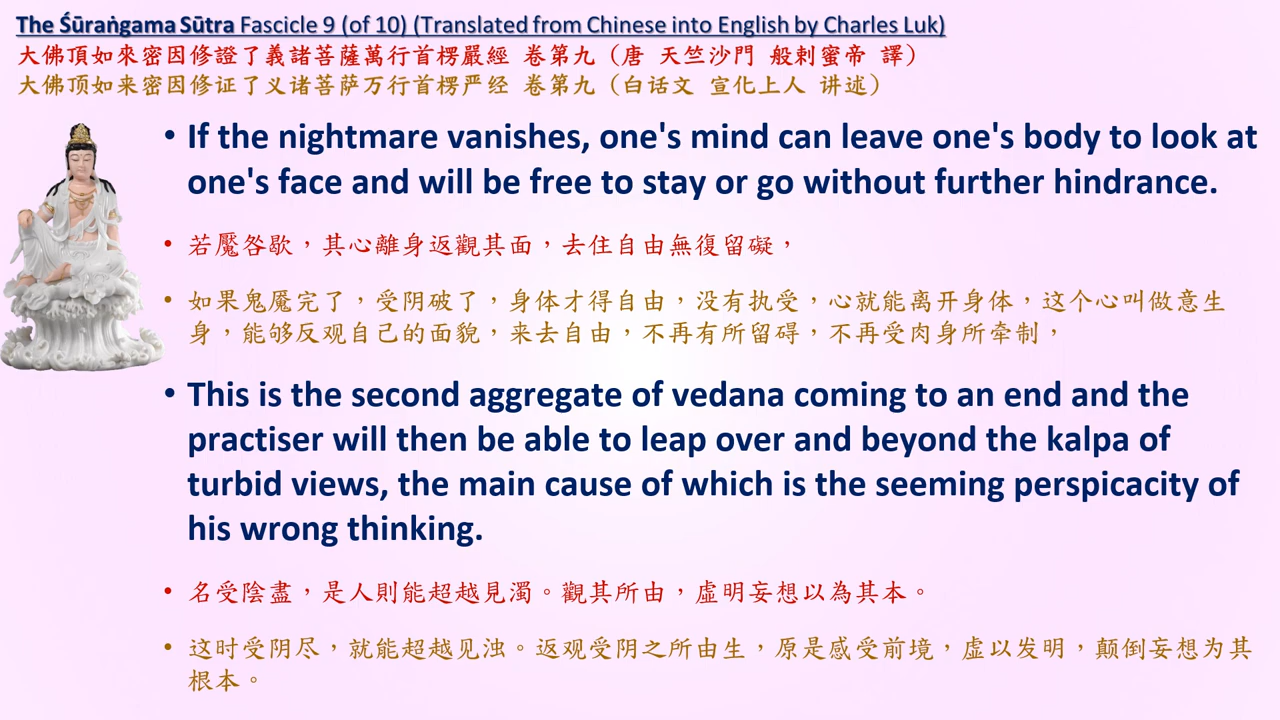 The Śūraṅgama Sūtra Fascicle 9 (of 10) (Translated from Chinese into English by Charles Luk)
大佛頂如來密因修證了義諸菩薩萬行首楞嚴經 卷第九（唐 天竺沙門 般剌蜜帝 譯）
大佛顶如来密因修证了义诸菩萨万行首楞严经 卷第九（白话文 宣化上人 讲述）
• If the nightmare vanishes, one's mind can leave one's body to look at
one's face and will be free to stay or go without further hindrance.
• 若魘咎歇，其心離身返觀其面，去住自由無復留礙，
• 如果鬼魇完了，受阴破了，身体才得自由，没有执受，心就能离开身体，这个心叫做意生
身，能够反观自己的面貌，来去自由，不再有所留碍，不再受肉身所牵制，
• This is the second aggregate of vedana coming to an end and the
practiser will then be able to leap over and beyond the kalpa of
turbid views, the main cause of which is the seeming perspicacity of
his wrong thinking.
• 名受陰盡，是人則能超越見濁。觀其所由，虛明妄想以為其本。
• 这时受阴尽，就能超越见浊。返观受阴之所由生，原是感受前境，虚以发明，颠倒妄想为其
根本。